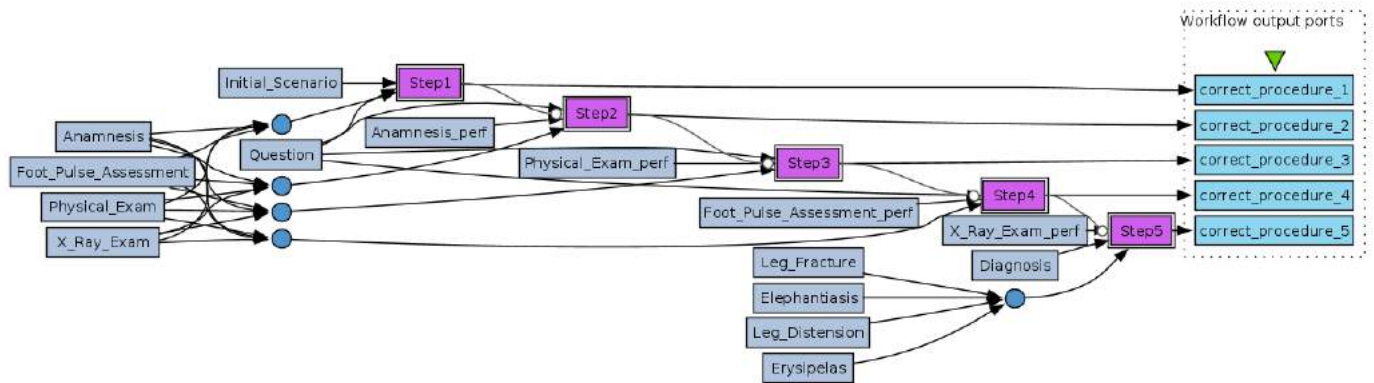 Workflow output ports
Initial_Scenario
Step1
correct_procedure_1
Anamnesis
Anamnesis_perf
Step2
correct_procedure_2
Question
Foot_Pulse_Assessment
Physical_Exam_perf
Step3
correct_procedure_3
Physical_Exam
Foot_Pulse_Assessment_perf
Step4
correct_procedure_4
X_Ray_Exam
X_Ray_Exam_perf
Step5
correct_procedure_5
Leg_Fracture
Diagnosis
Elephantiasis
Leg_Distension
Erysipelas